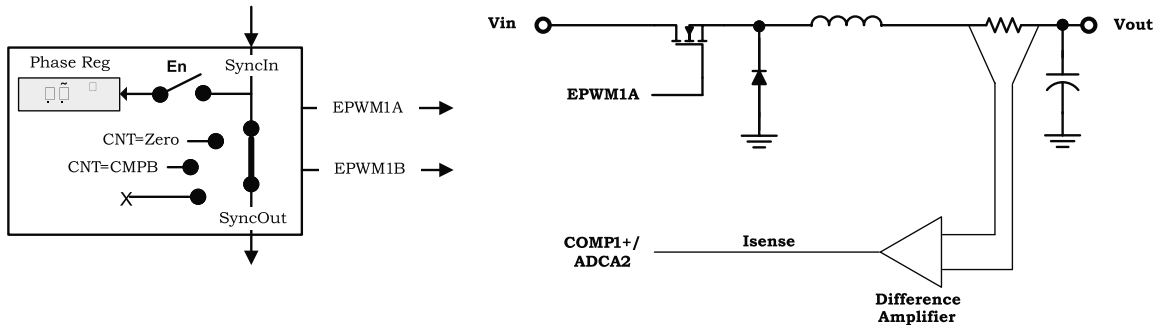 Phase Reg
En
SyncIn
CNT=Zero
CNT=CMPB
X
SyncOut
EPWM1A
EPWM1B
Vin
Vout
EPWM1A
COMP1+/
ADCA2
Isense
Difference
Amplifier